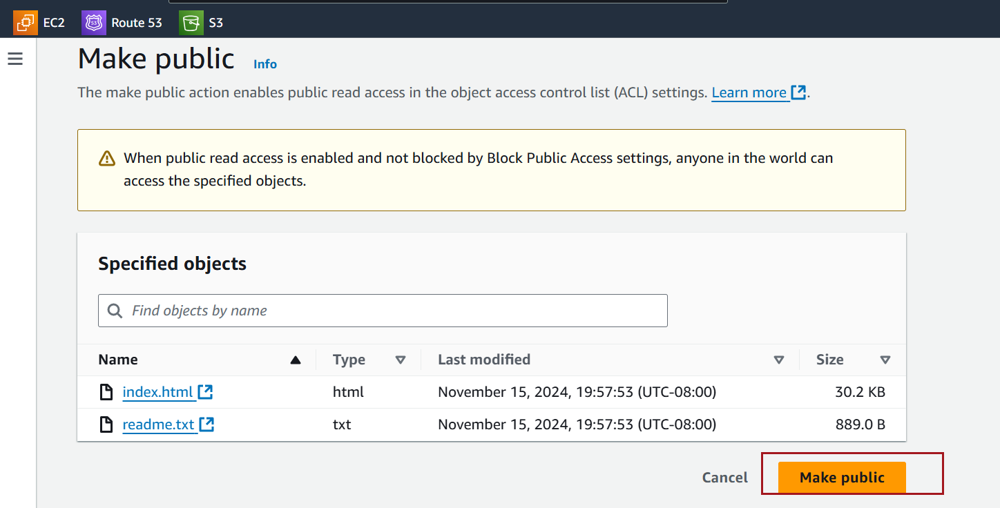 EC2 Route 53 S3
Make public Info
The make public action enables public read access in the object access control list (ACL) settings. Learn more.
When public read access is enabled and not blocked by Block Public Access settings, anyone in the world can
access the specified objects.
Specified objects
Find objects by name
Name Type Last modified Size
index.html html November 15, 2024, 19:57:53 (UTC-08:00) 30.2 KB
readme.txt txt November 15, 2024, 19:57:53 (UTC-08:00) 889.0 B
Cancel Make public